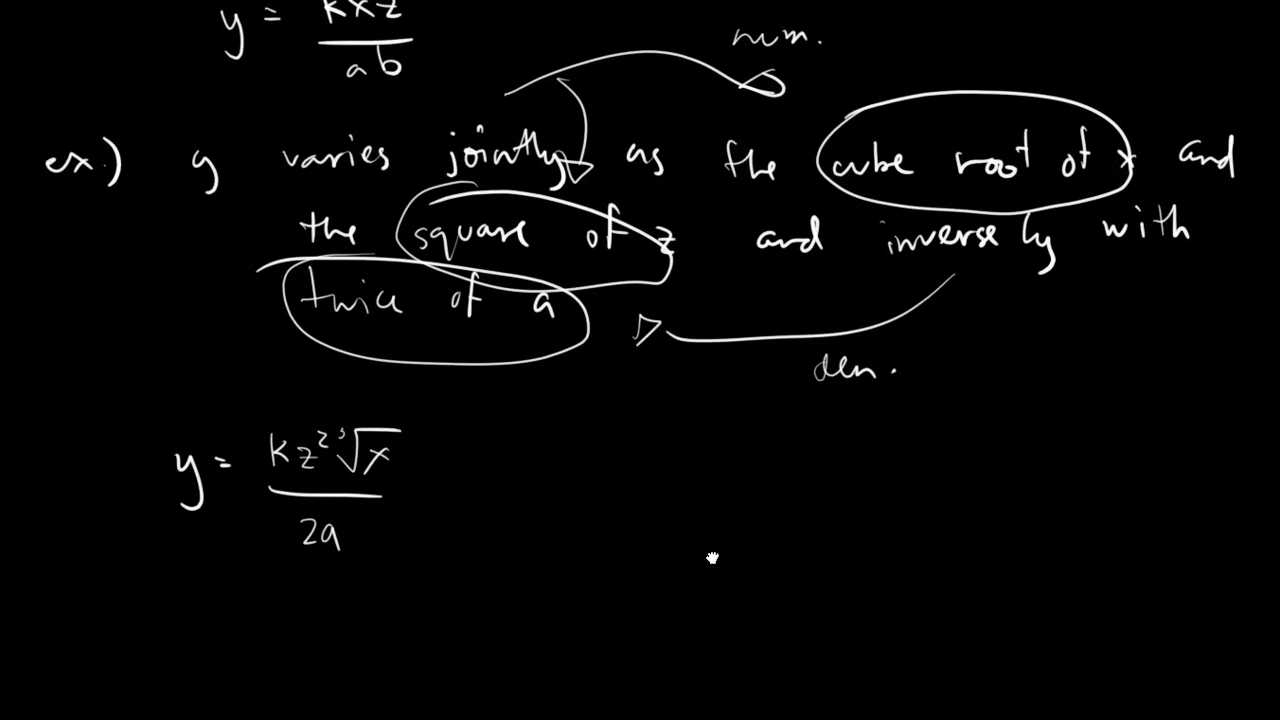 y = kxz / ab
num.
ex.) y varies jointly as the cube root of x and
the square of z and inversely with
twice of a
den.
y = kz²∛x / 2a